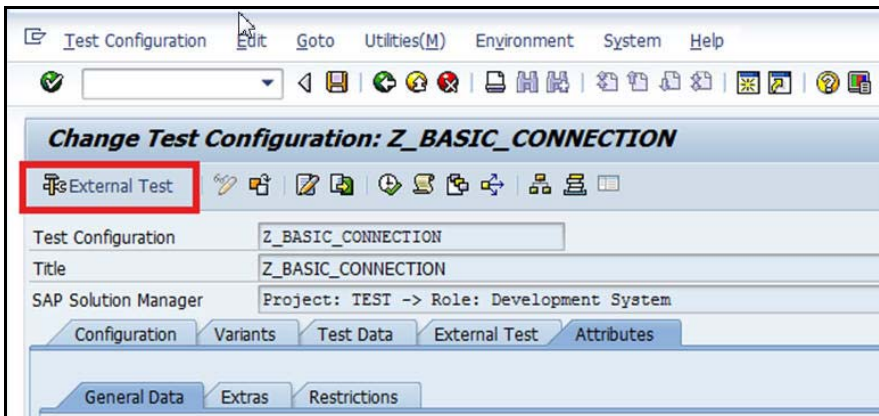 Test Configuration Edit Goto Utilities(M) Environment System Help
Change Test Configuration: Z_BASIC_CONNECTION
External Test
Test Configuration Z_BASIC_CONNECTION
Title Z_BASIC_CONNECTION
SAP Solution Manager Project: TEST -> Role: Development System
Configuration Variants Test Data External Test Attributes
General Data Extras Restrictions